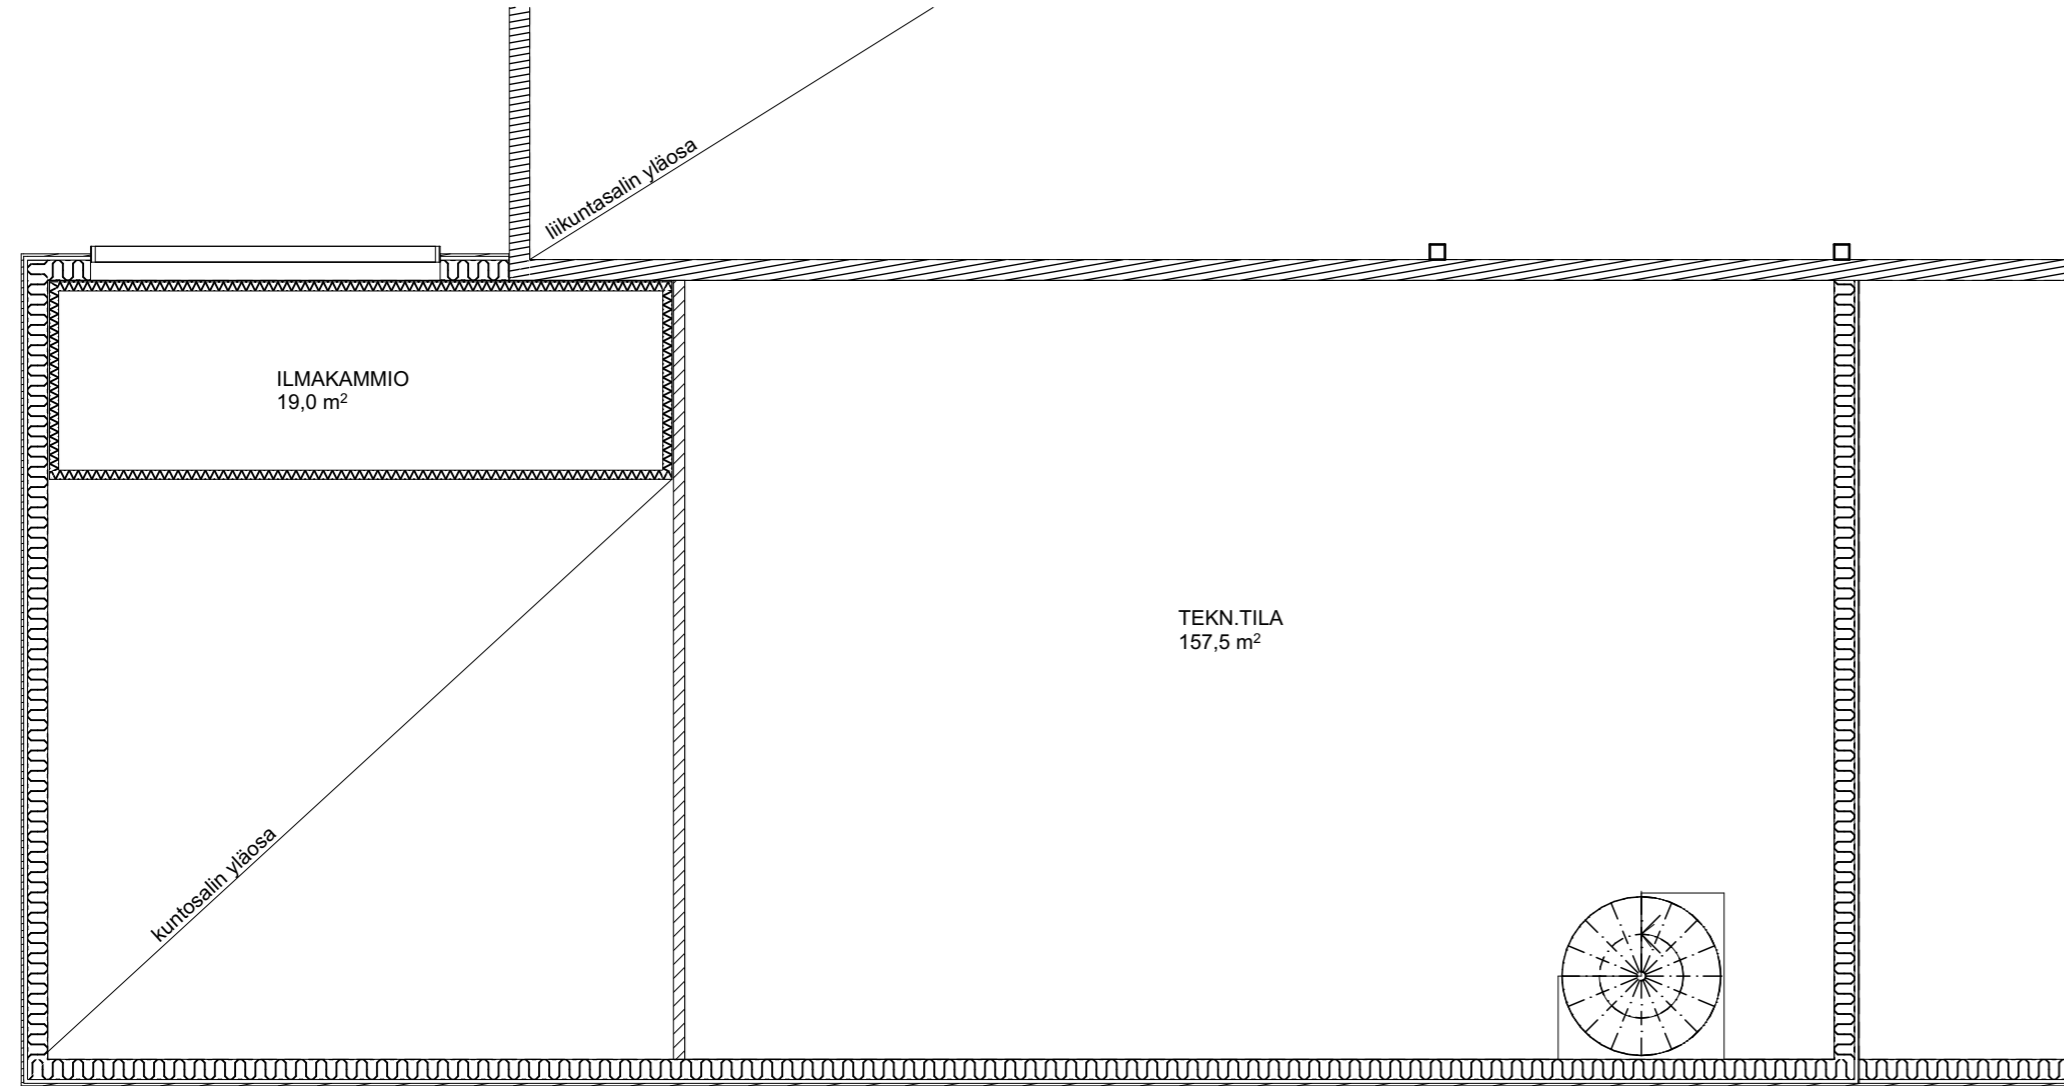 liikuntasalin yläosa
ILMAKAMMIO
19,0 m²
TEKN.TILA
157,5 m²
kuntosalin yläosa